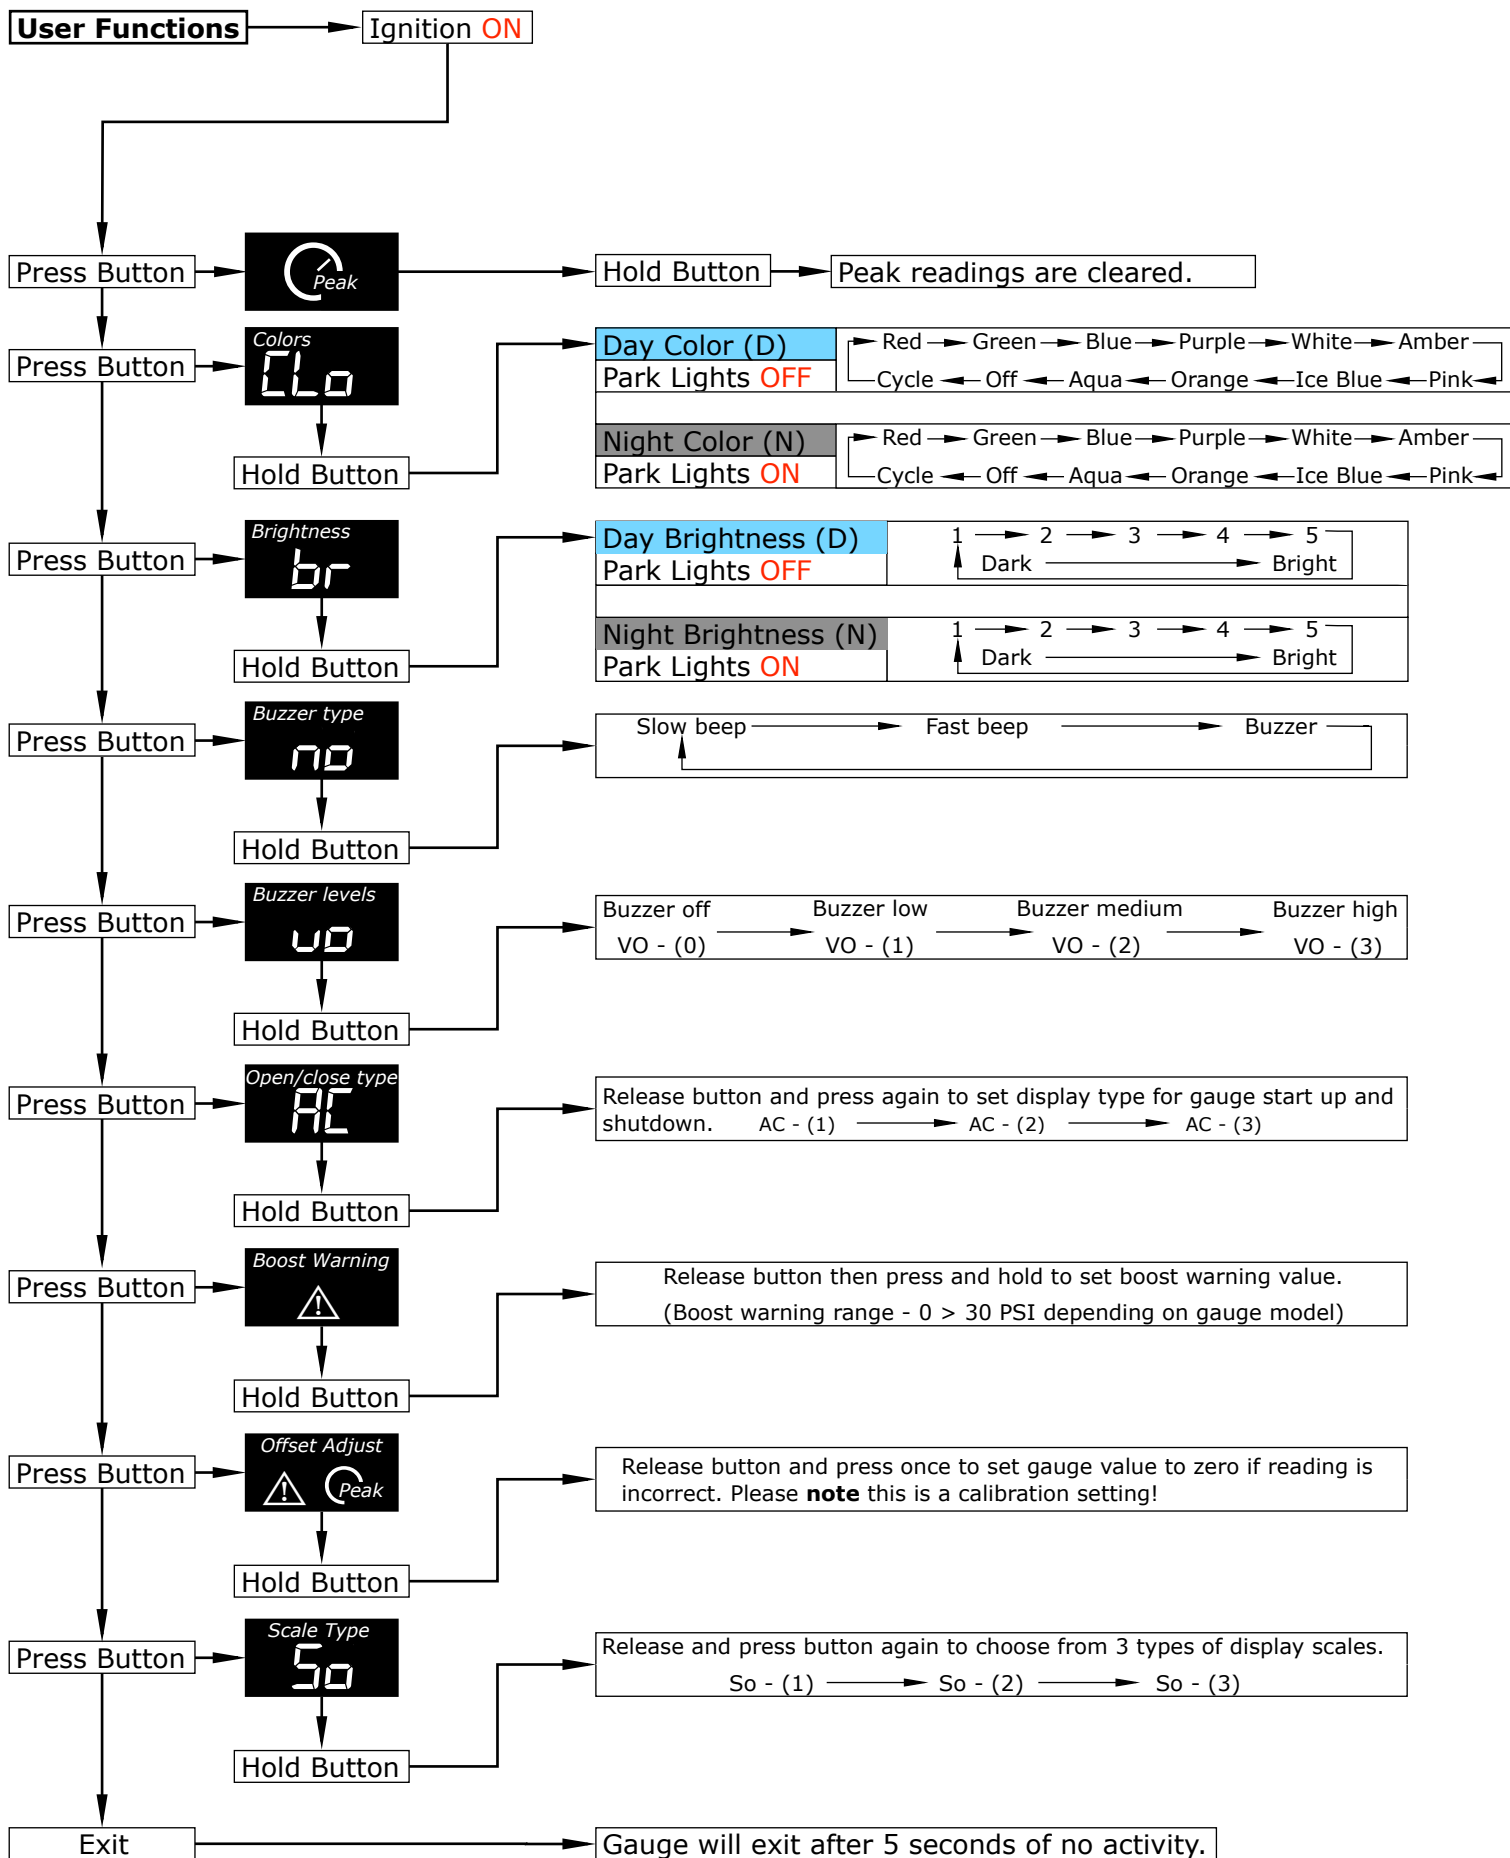 User Functions
Ignition ON
Press Button
Peak
Hold Button
Peak readings are cleared.
Press Button
Colors
CLo
Hold Button
Day Color (D)
Park Lights OFF
Red Green Blue Purple White Amber
Cycle Off Aqua Orange Ice Blue Pink
Night Color (N)
Park Lights ON
Red Green Blue Purple White Amber
Cycle Off Aqua Orange Ice Blue Pink
Press Button
Brightness
br
Hold Button
Day Brightness (D)
Park Lights OFF
1 2 3 4 5
Dark Bright
Night Brightness (N)
Park Lights ON
1 2 3 4 5
Dark Bright
Press Button
Buzzer type
no
Hold Button
Slow beep Fast beep Buzzer
Press Button
Buzzer levels
vo
Hold Button
Buzzer off Buzzer low Buzzer medium Buzzer high
VO - (0) VO - (1) VO - (2) VO - (3)
Press Button
Open/close type
AC
Hold Button
Release button and press again to set display type for gauge start up and
shutdown. AC - (1) AC - (2) AC - (3)
Press Button
Boost Warning
!
Hold Button
Release button then press and hold to set boost warning value.
(Boost warning range - 0 > 30 PSI depending on gauge model)
Press Button
Offset Adjust
! Peak
Hold Button
Release button and press once to set gauge value to zero if reading is
incorrect. Please note this is a calibration setting!
Press Button
Scale Type
So
Hold Button
Release and press button again to choose from 3 types of display scales.
So - (1) So - (2) So - (3)
Exit
Gauge will exit after 5 seconds of no activity.